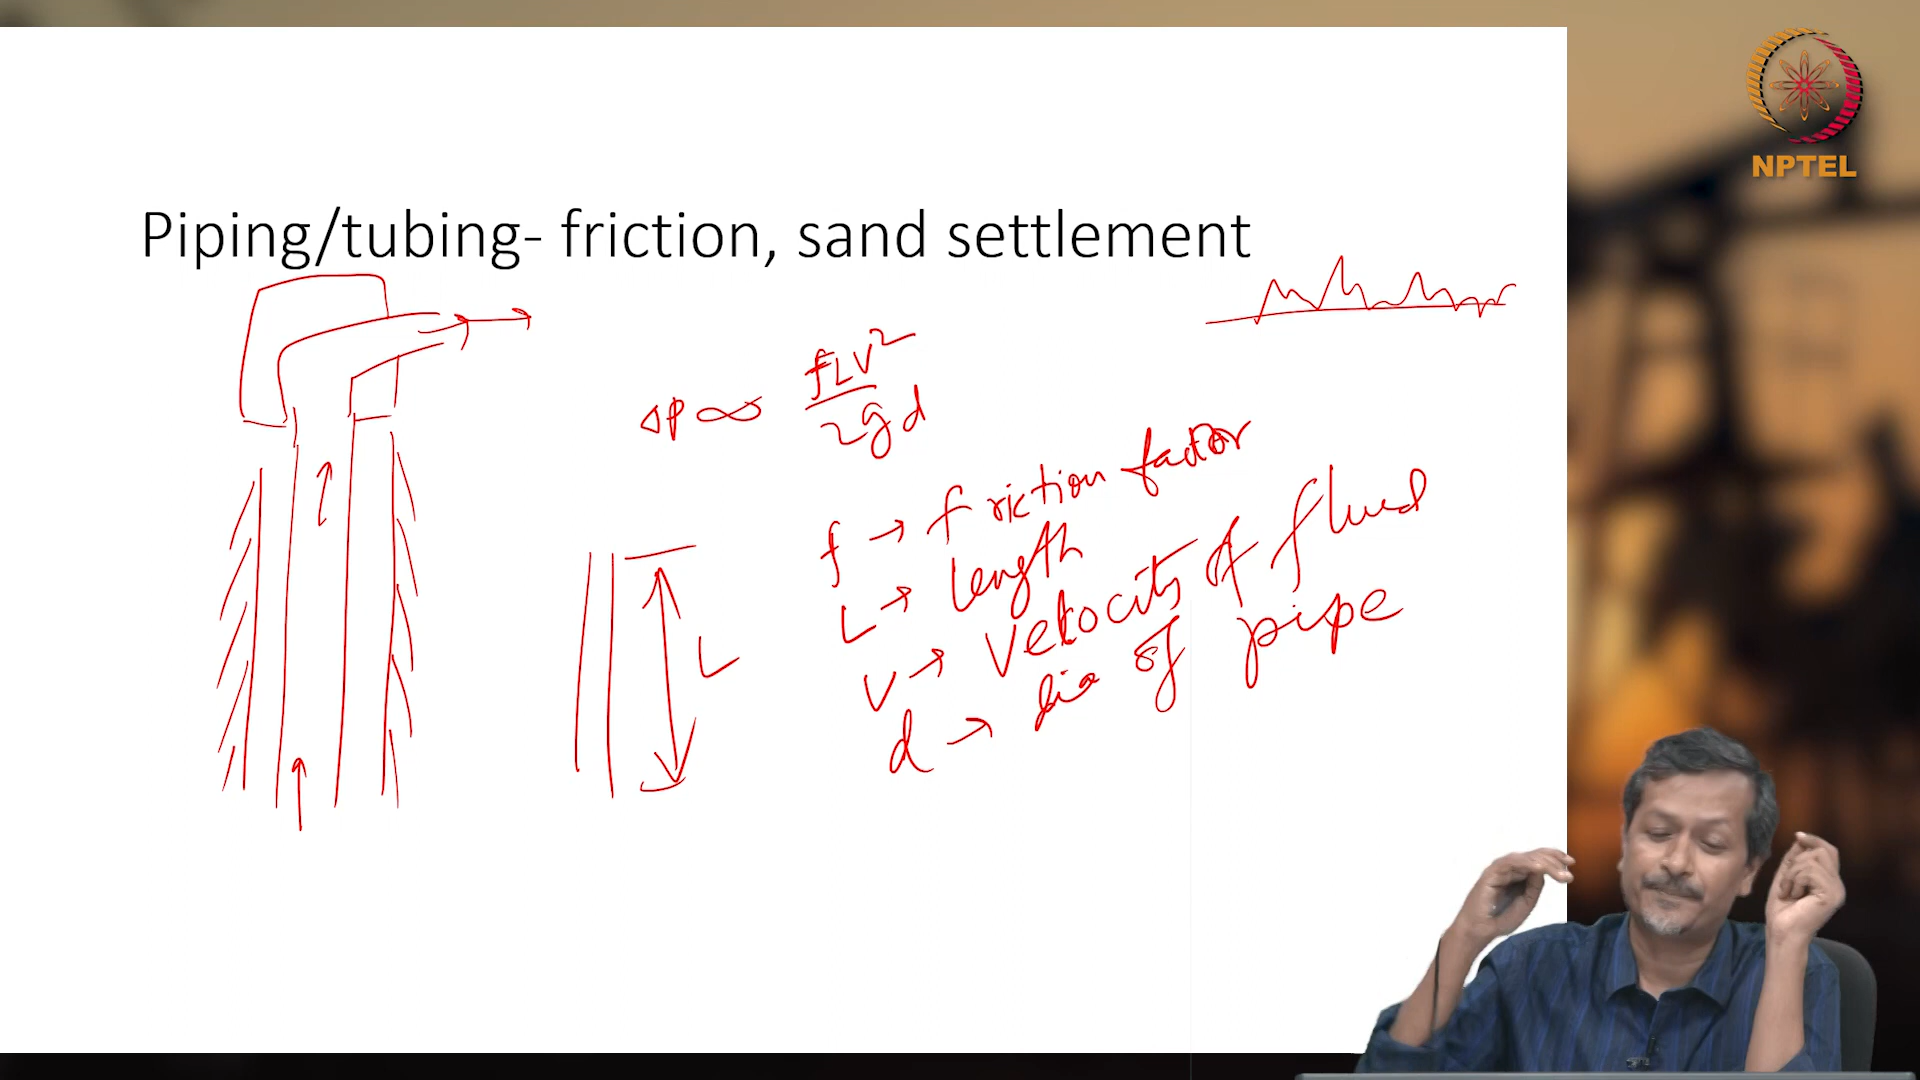 NPTEL
Piping/tubing- friction, sand settlement
ΔP ∝ fLV²/2gd
f → friction factor
L → length
V → velocity of fluid
d → dia of pipe
L